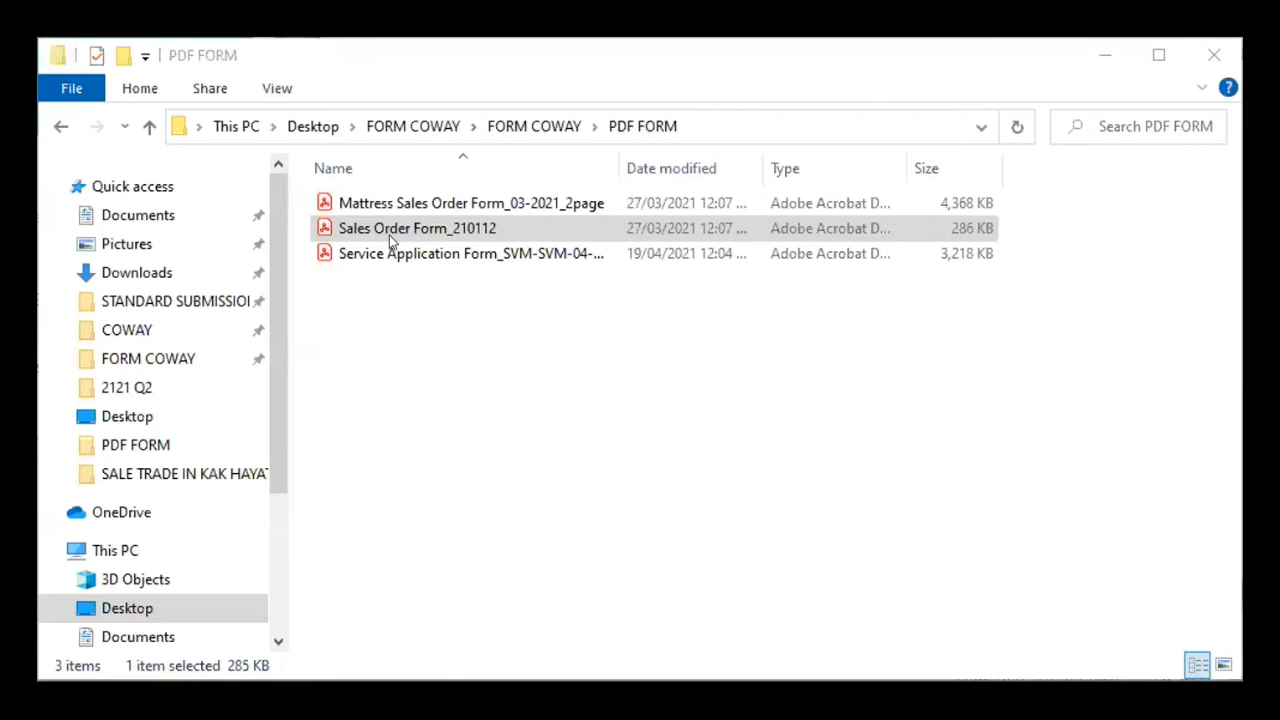 PDF FORM
File Home Share View
This PC Desktop FORM COWAY FORM COWAY PDF FORM Search PDF FORM
Name Date modified Type Size
Mattress Sales Order Form_03-2021_2page 27/03/2021 12:07 ... Adobe Acrobat D... 4,368 KB
Sales Order Form_210112 27/03/2021 12:07 ... Adobe Acrobat D... 286 KB
Service Application Form_SVM-SVM-04-... 19/04/2021 12:04 ... Adobe Acrobat D... 3,218 KB
Quick access
Documents
Pictures
Downloads
STANDARD SUBMISSION
COWAY
FORM COWAY
2121 Q2
Desktop
PDF FORM
SALE TRADE IN KAK HAYAT
OneDrive
This PC
3D Objects
Desktop
Documents
3 items 1 item selected 285 KB